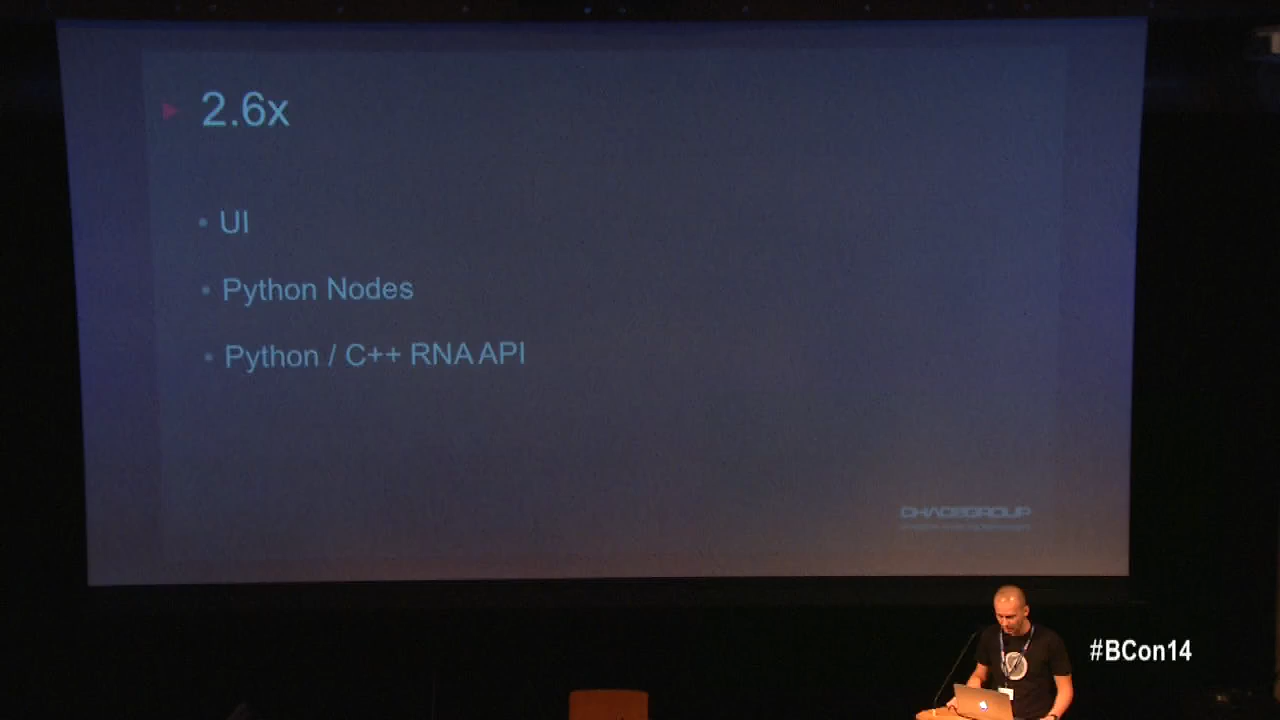 2.6x
• UI
• Python Nodes
• Python / C++ RNA API
CHAOSGROUP
#BCon14